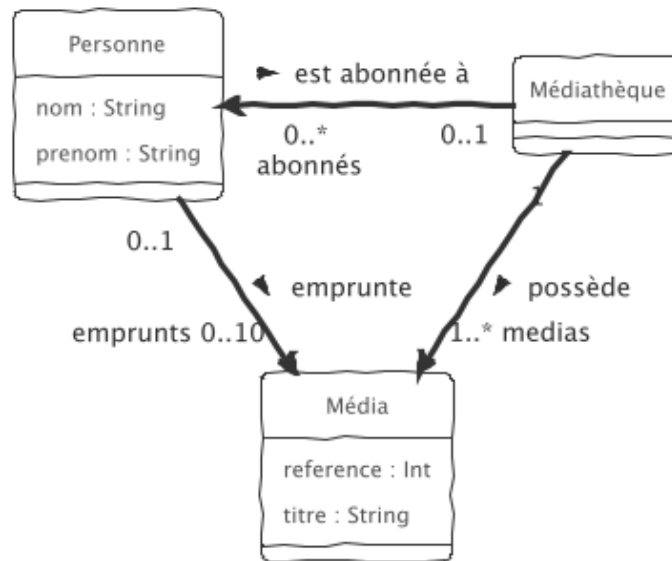 Personne
nom : String
prenom : String
est abonnée à
0..*
0..1
abonnés
Médiathèque
0..1
1
emprunte
possède
emprunts 0..10
1..* medias
Média
reference : Int
titre : String